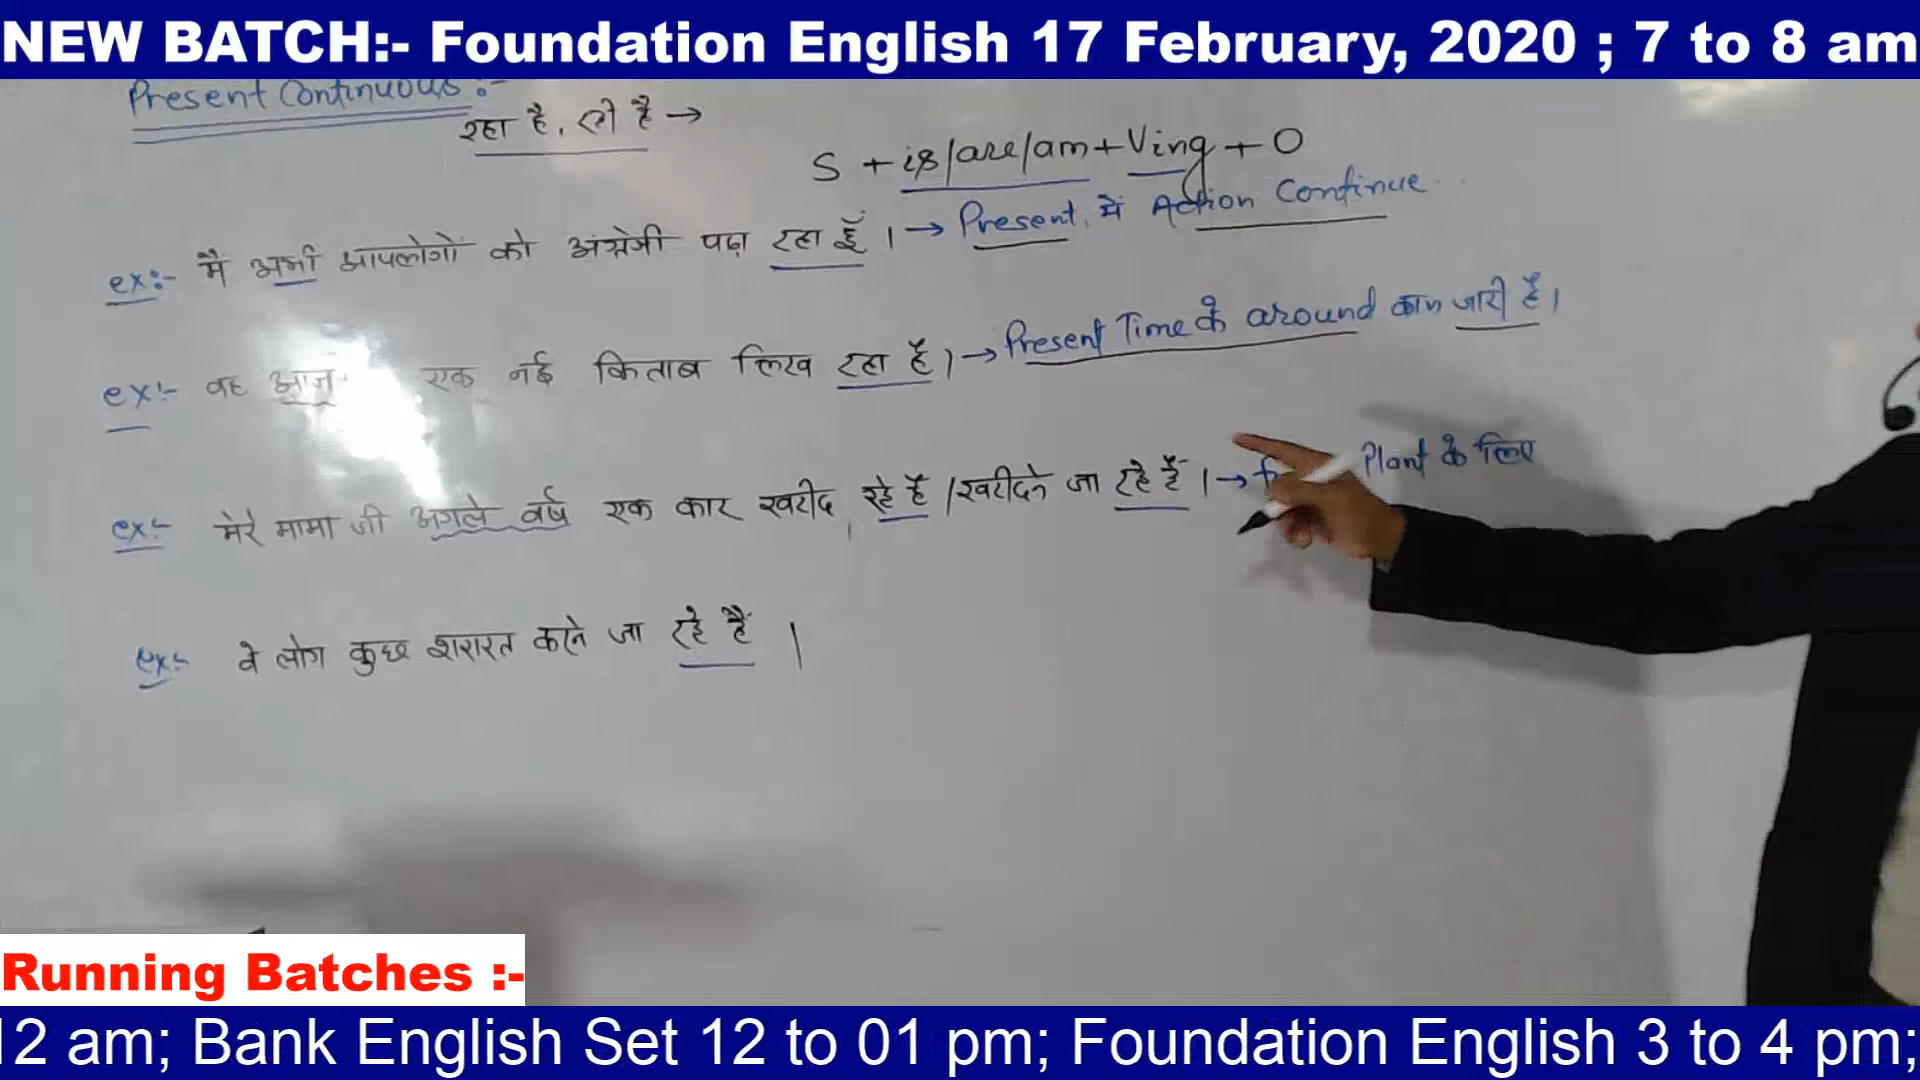 NEW BATCH:- Foundation English 17 February, 2020 ; 7 to 8 am
Present Continuous:-
रहा है, रही है →
S + is/are/am + Ving + O
ex:- मैं अभी आपलोगों को अंग्रेजी पढ़ा रहा हूँ । → Present में Action Continue
ex:- वह आज एक नई किताब लिख रहा है। → Present Time के around काम जारी है।
ex:- मेरे मामा जी अगले वर्ष एक कार खरीद रहे हैं / खरीदने जा रहे हैं । → Plant के लिए
ex:- वे लोग कुछ शरारत करने जा रहे हैं |
Running Batches :-
12 am; Bank English Set 12 to 01 pm; Foundation English 3 to 4 pm;